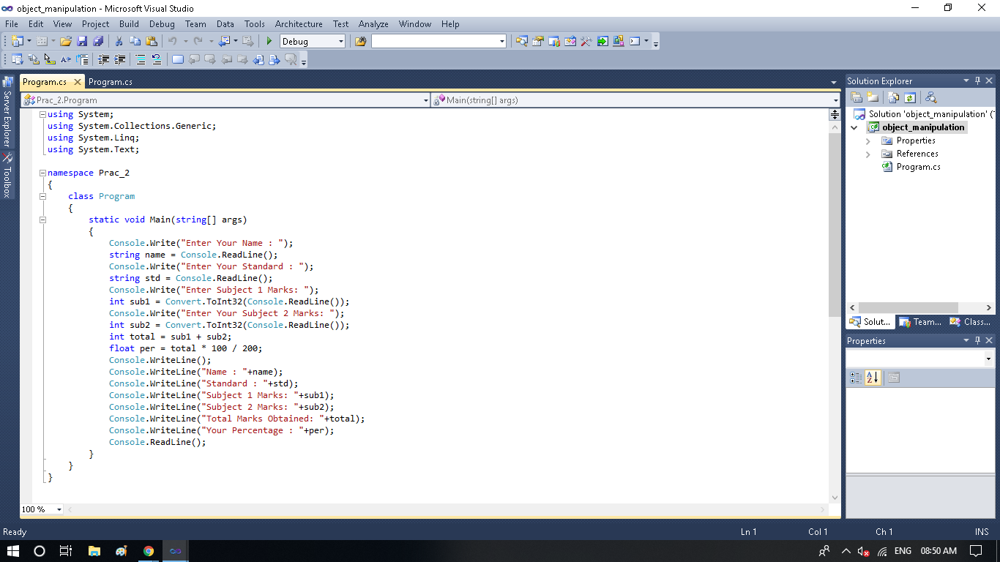 object_manipulation - Microsoft Visual Studio
File Edit View Project Build Debug Team Data Tools Architecture Test Analyze Window Help
Debug
Program.cs Program.cs
Prac_2.Program Main(string[] args)
Server Explorer
Toolbox
using System;
using System.Collections.Generic;
using System.Linq;
using System.Text;
namespace Prac_2
{
class Program
{
static void Main(string[] args)
{
Console.Write("Enter Your Name : ");
string name = Console.ReadLine();
Console.Write("Enter Your Standard : ");
string std = Console.ReadLine();
Console.Write("Enter Subject 1 Marks: ");
int sub1 = Convert.ToInt32(Console.ReadLine());
Console.Write("Enter Your Subject 2 Marks: ");
int sub2 = Convert.ToInt32(Console.ReadLine());
int total = sub1 + sub2;
float per = total * 100 / 200;
Console.WriteLine();
Console.WriteLine("Name : "+name);
Console.WriteLine("Standard : "+std);
Console.WriteLine("Subject 1 Marks: "+sub1);
Console.WriteLine("Subject 2 Marks: "+sub2);
Console.WriteLine("Total Marks Obtained: "+total);
Console.WriteLine("Your Percentage : "+per);
Console.ReadLine();
}
}
}
100 %
Solution Explorer
Solution 'object_manipulation' (
object_manipulation
Properties
References
Program.cs
Solut... Team... Class...
Properties
Ready Ln 1 Col 1 Ch 1 INS
ENG 08:50 AM